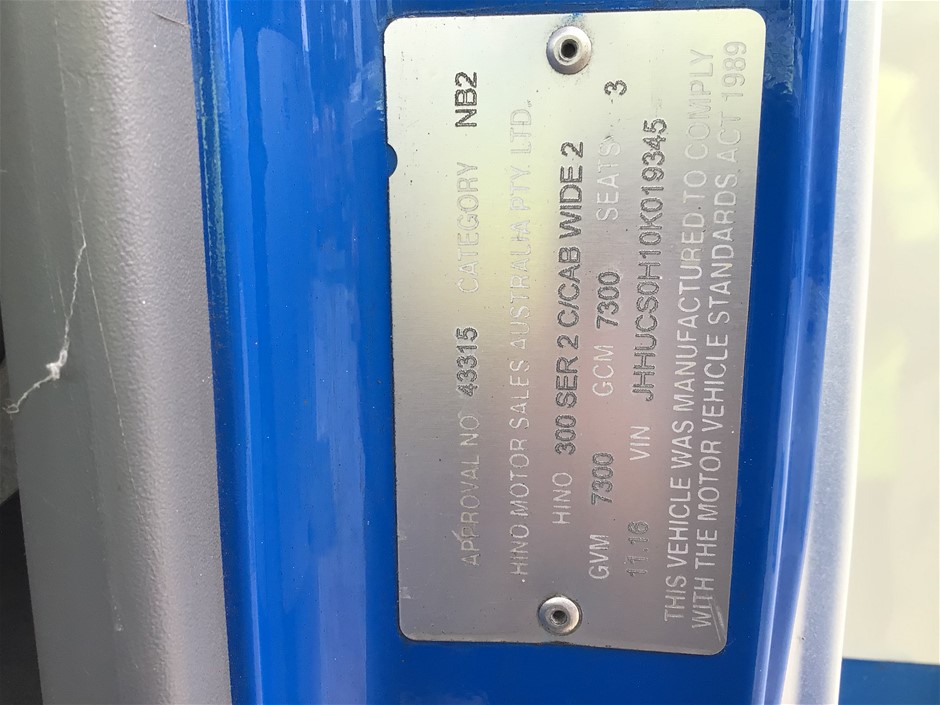 APPROVAL NO 43315 CATEGORY NB2
HINO MOTOR SALES AUSTRALIA PTY. LTD.
HINO 300 SER 2 C/CAB WIDE 2
GVM 7300 GCM 7300 SEATS 3
11.16 VIN JHHUCS0H10K019345
THIS VEHICLE WAS MANUFACTURED TO COMPLY
WITH THE MOTOR VEHICLE STANDARDS ACT 1989